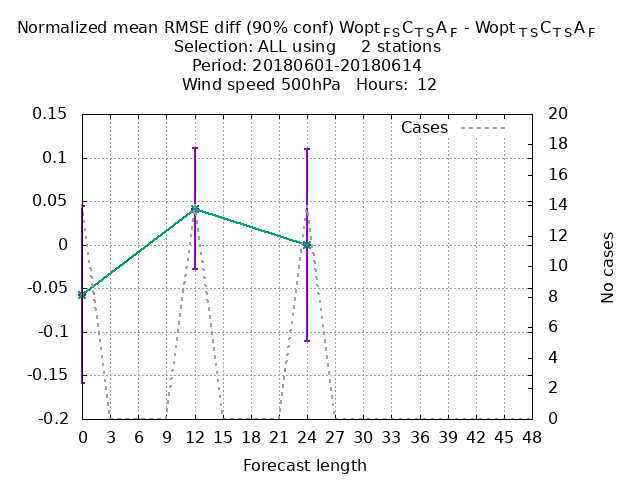 Normalized mean RMSE diff (90% conf) Wopt FS C TS A F - Wopt TS C TS A F
Selection: ALL using 2 stations
Period: 20180601-20180614
Wind speed 500hPa Hours: 12
Cases
0.15
0.1
0.05
0
-0.05
-0.1
-0.15
-0.2
20
18
16
14
12
10
8
6
4
2
0
No cases
0 3 6 9 12 15 18 21 24 27 30 33 36 39 42 45 48
Forecast length